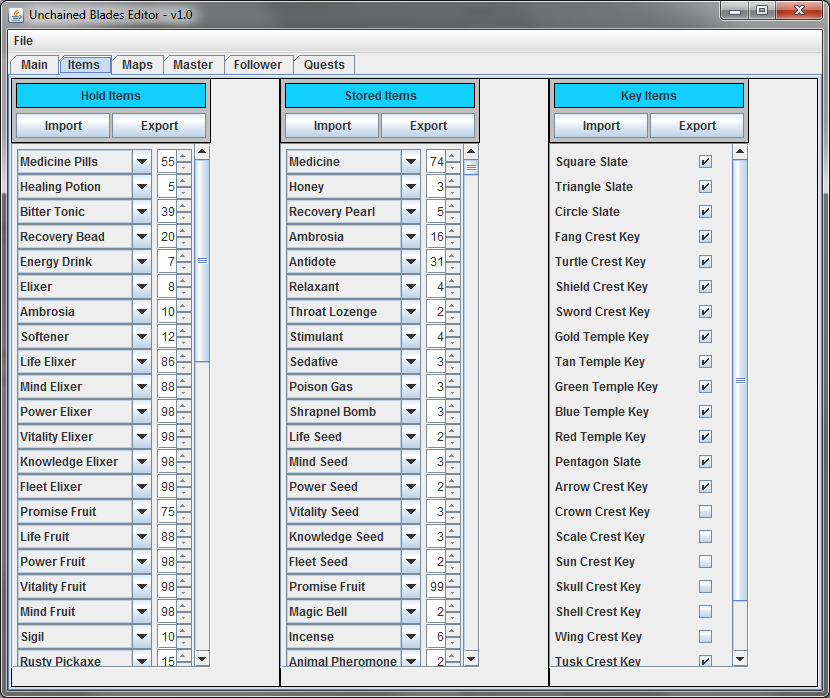 Unchained Blades Editor - v1.0
File
Main Items Maps Master Follower Quests
Hold Items
Import Export
Medicine Pills 55
Healing Potion 5
Bitter Tonic 39
Recovery Bead 20
Energy Drink 7
Elixer 8
Ambrosia 10
Softener 12
Life Elixer 86
Mind Elixer 88
Power Elixer 98
Vitality Elixer 98
Knowledge Elixer 98
Fleet Elixer 98
Promise Fruit 75
Life Fruit 88
Power Fruit 98
Vitality Fruit 98
Mind Fruit 98
Sigil 10
Rusty Pickaxe 15
Stored Items
Import Export
Medicine 74
Honey 3
Recovery Pearl 5
Ambrosia 16
Antidote 31
Relaxant 4
Throat Lozenge 2
Stimulant 4
Sedative 3
Poison Gas 3
Shrapnel Bomb 3
Life Seed 2
Mind Seed 3
Power Seed 2
Vitality Seed 3
Knowledge Seed 3
Fleet Seed 2
Promise Fruit 99
Magic Bell 2
Incense 6
Animal Pheromone 2
Key Items
Import Export
Square Slate
Triangle Slate
Circle Slate
Fang Crest Key
Turtle Crest Key
Shield Crest Key
Sword Crest Key
Gold Temple Key
Tan Temple Key
Green Temple Key
Blue Temple Key
Red Temple Key
Pentagon Slate
Arrow Crest Key
Crown Crest Key
Scale Crest Key
Sun Crest Key
Skull Crest Key
Shell Crest Key
Wing Crest Key
Tusk Crest Key